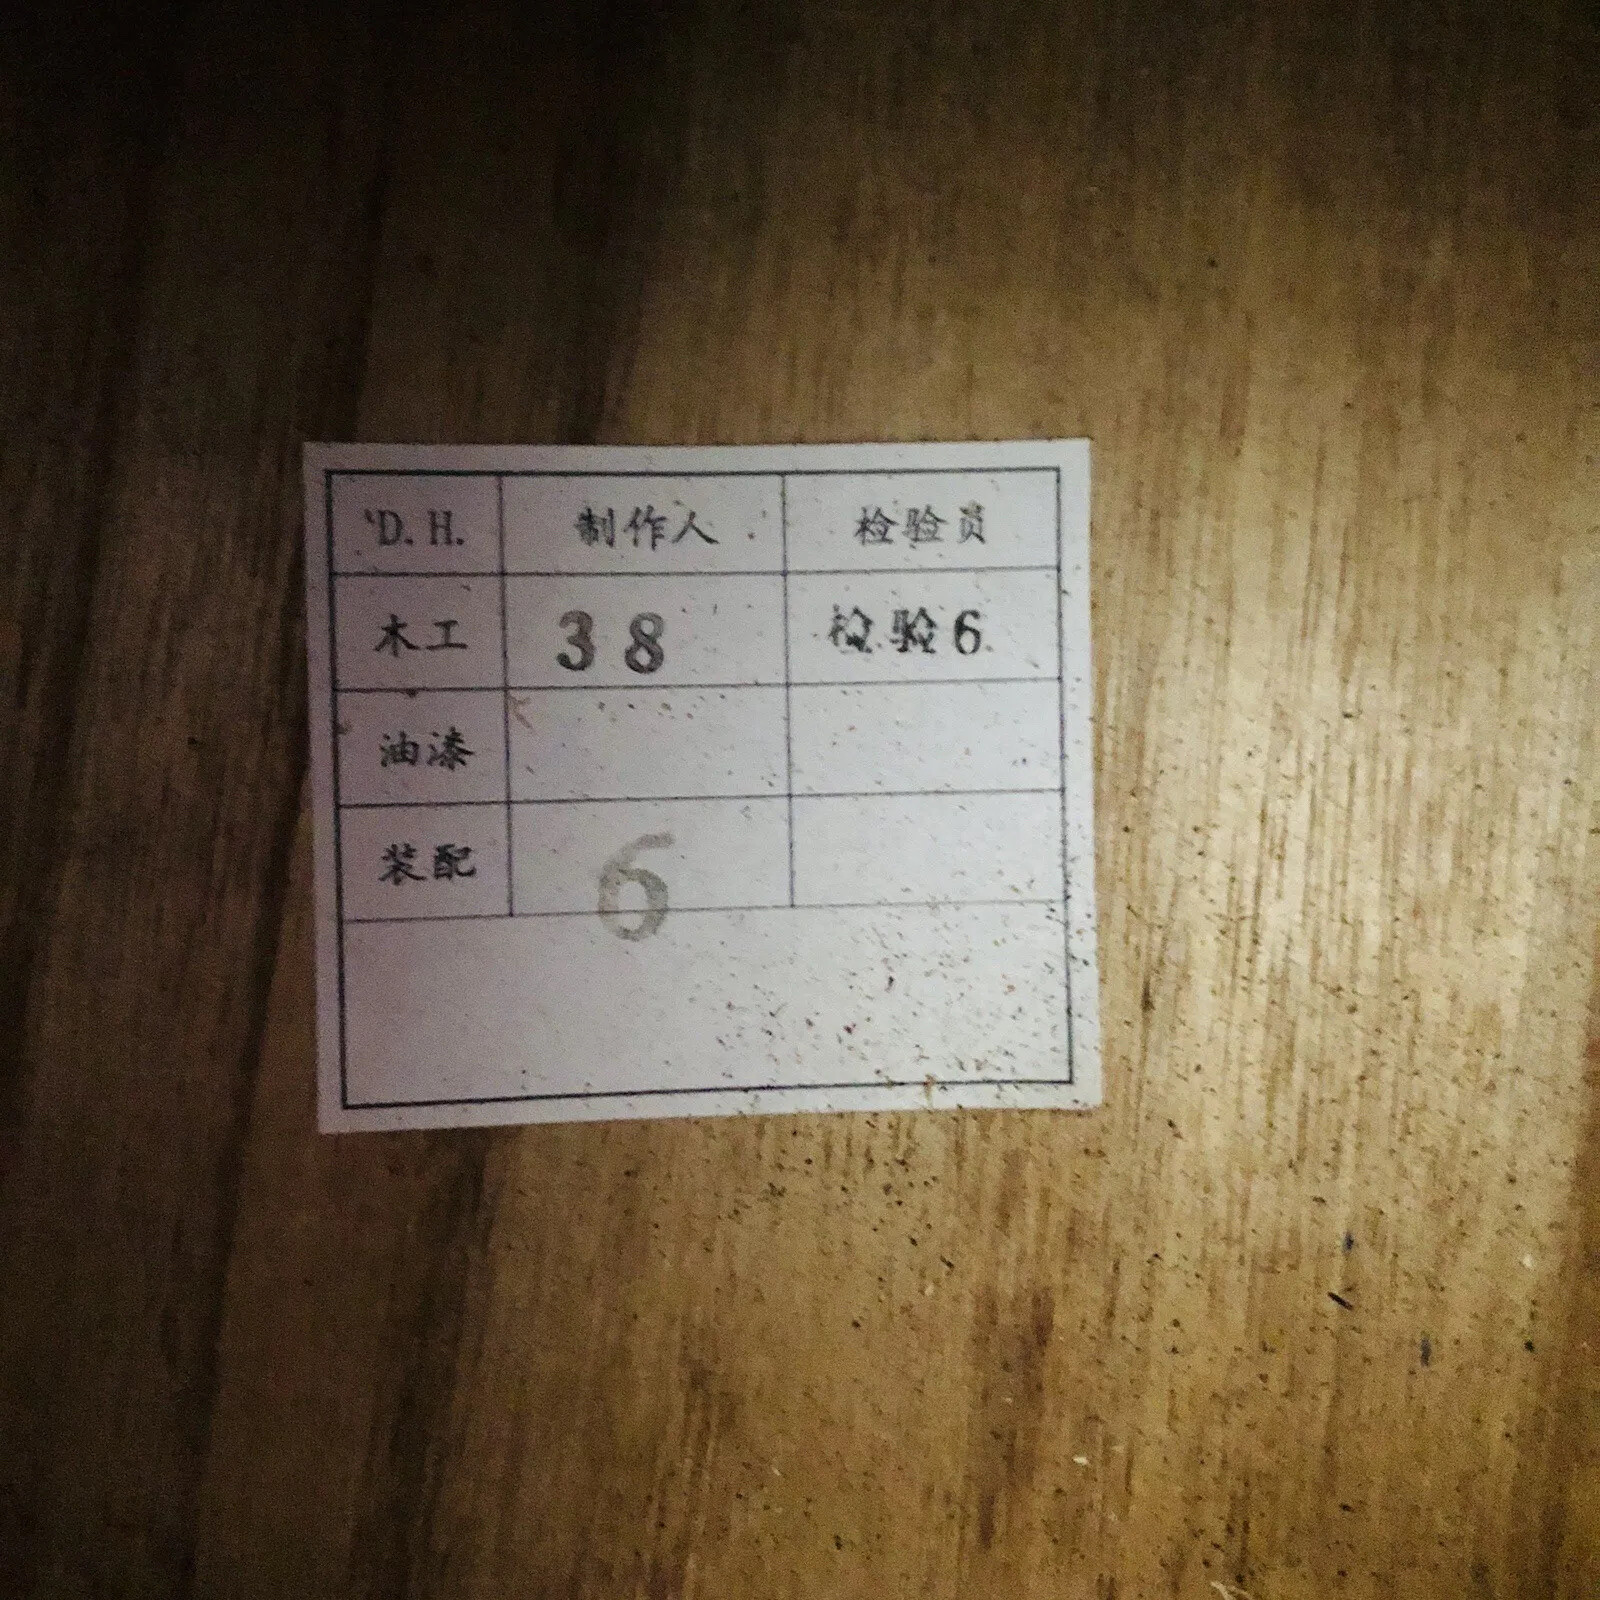 D. H. 制作人 检验员
木工 38 检验6
油漆
装配 6